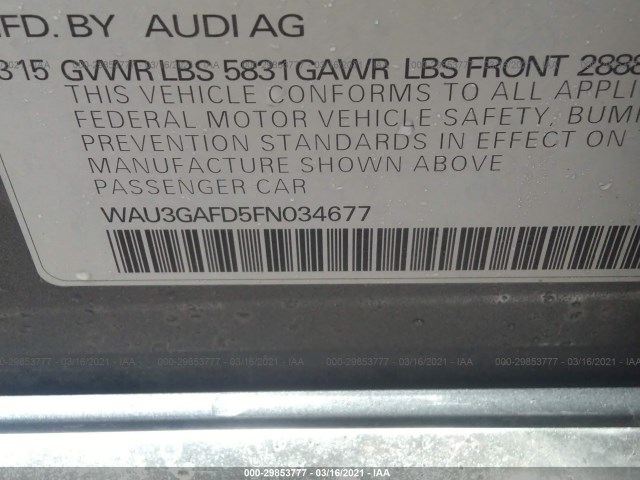 MFD. BY AUDI AG
315 GVWR LBS 5831 GAWR LBS FRONT 2888
THIS VEHICLE CONFORMS TO ALL APPLI
FEDERAL MOTOR VEHICLE SAFETY, BUM
PREVENTION STANDARDS IN EFFECT ON
MANUFACTURE SHOWN ABOVE
PASSENGER CAR
WAU3GAFD5FN034677
000-29853777 - 03/16/2021 - IAA